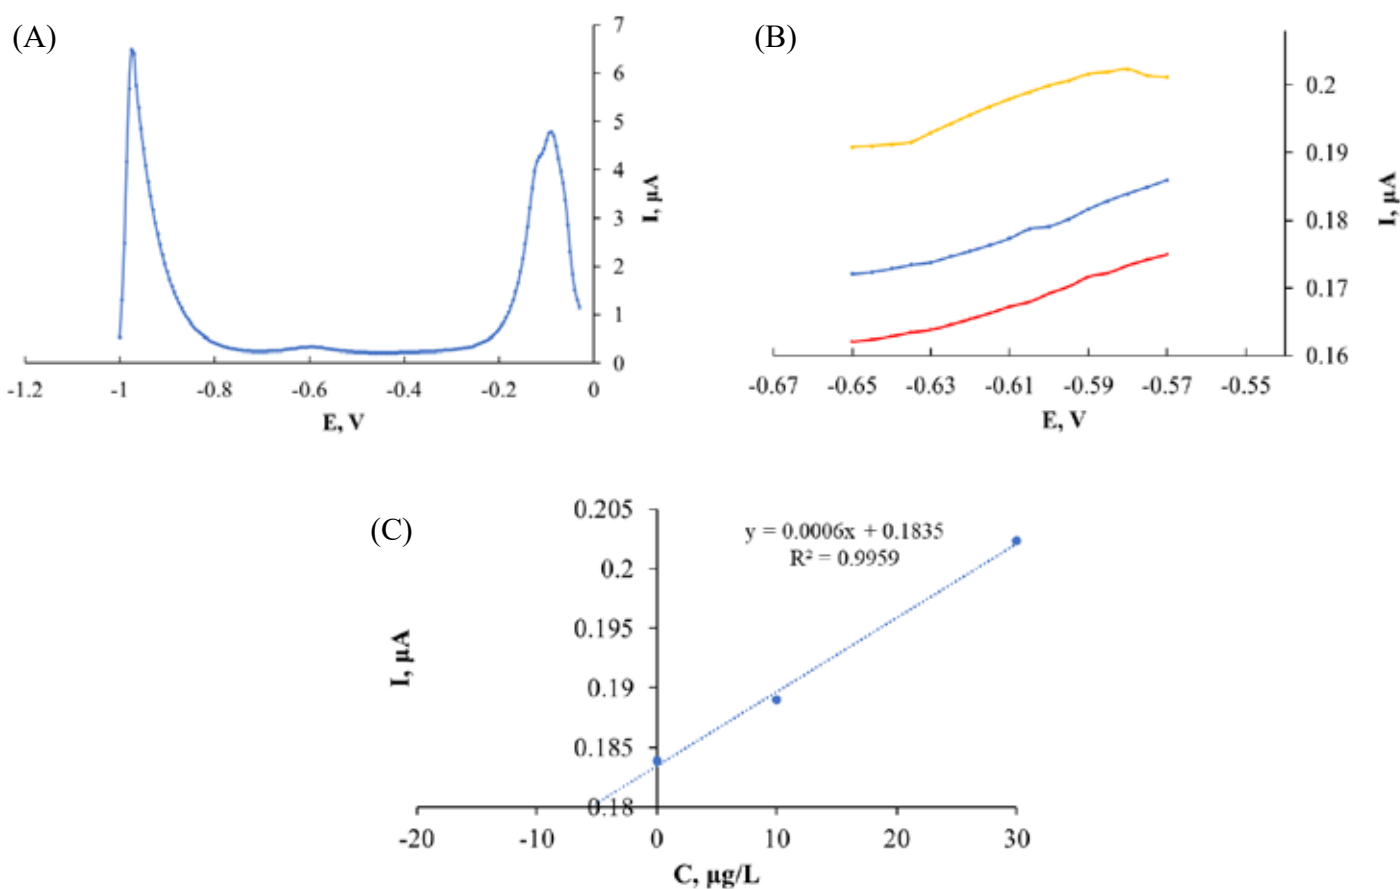 (A)
7
6
5
4
3
2
1
0
I, µA
-1.2 -1 -0.8 -0.6 -0.4 -0.2 0
E, V
(B)
0.2
0.19
0.18
0.17
0.16
I, µA
-0.67 -0.65 -0.63 -0.61 -0.59 -0.57 -0.55
E, V
(C)
0.205
0.2
0.195
0.19
0.185
0.18
I, µA
y = 0.0006x + 0.1835
R² = 0.9959
-20 -10 0 10 20 30
C, µg/L